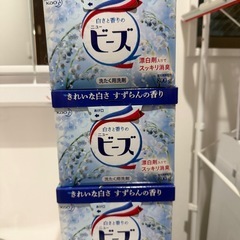 白さと香りの
ニュー
ビーズ
漂白剤入りで
スッキリ消臭
洗たく用洗剤
きれいな白さ すずらんの香り
白さと香りの
ニュー
ビーズ
漂白剤入りで
スッキリ消臭
洗たく用洗剤
きれいな白さ すずらんの香り
白さと香りの
ニュー
ビーズ